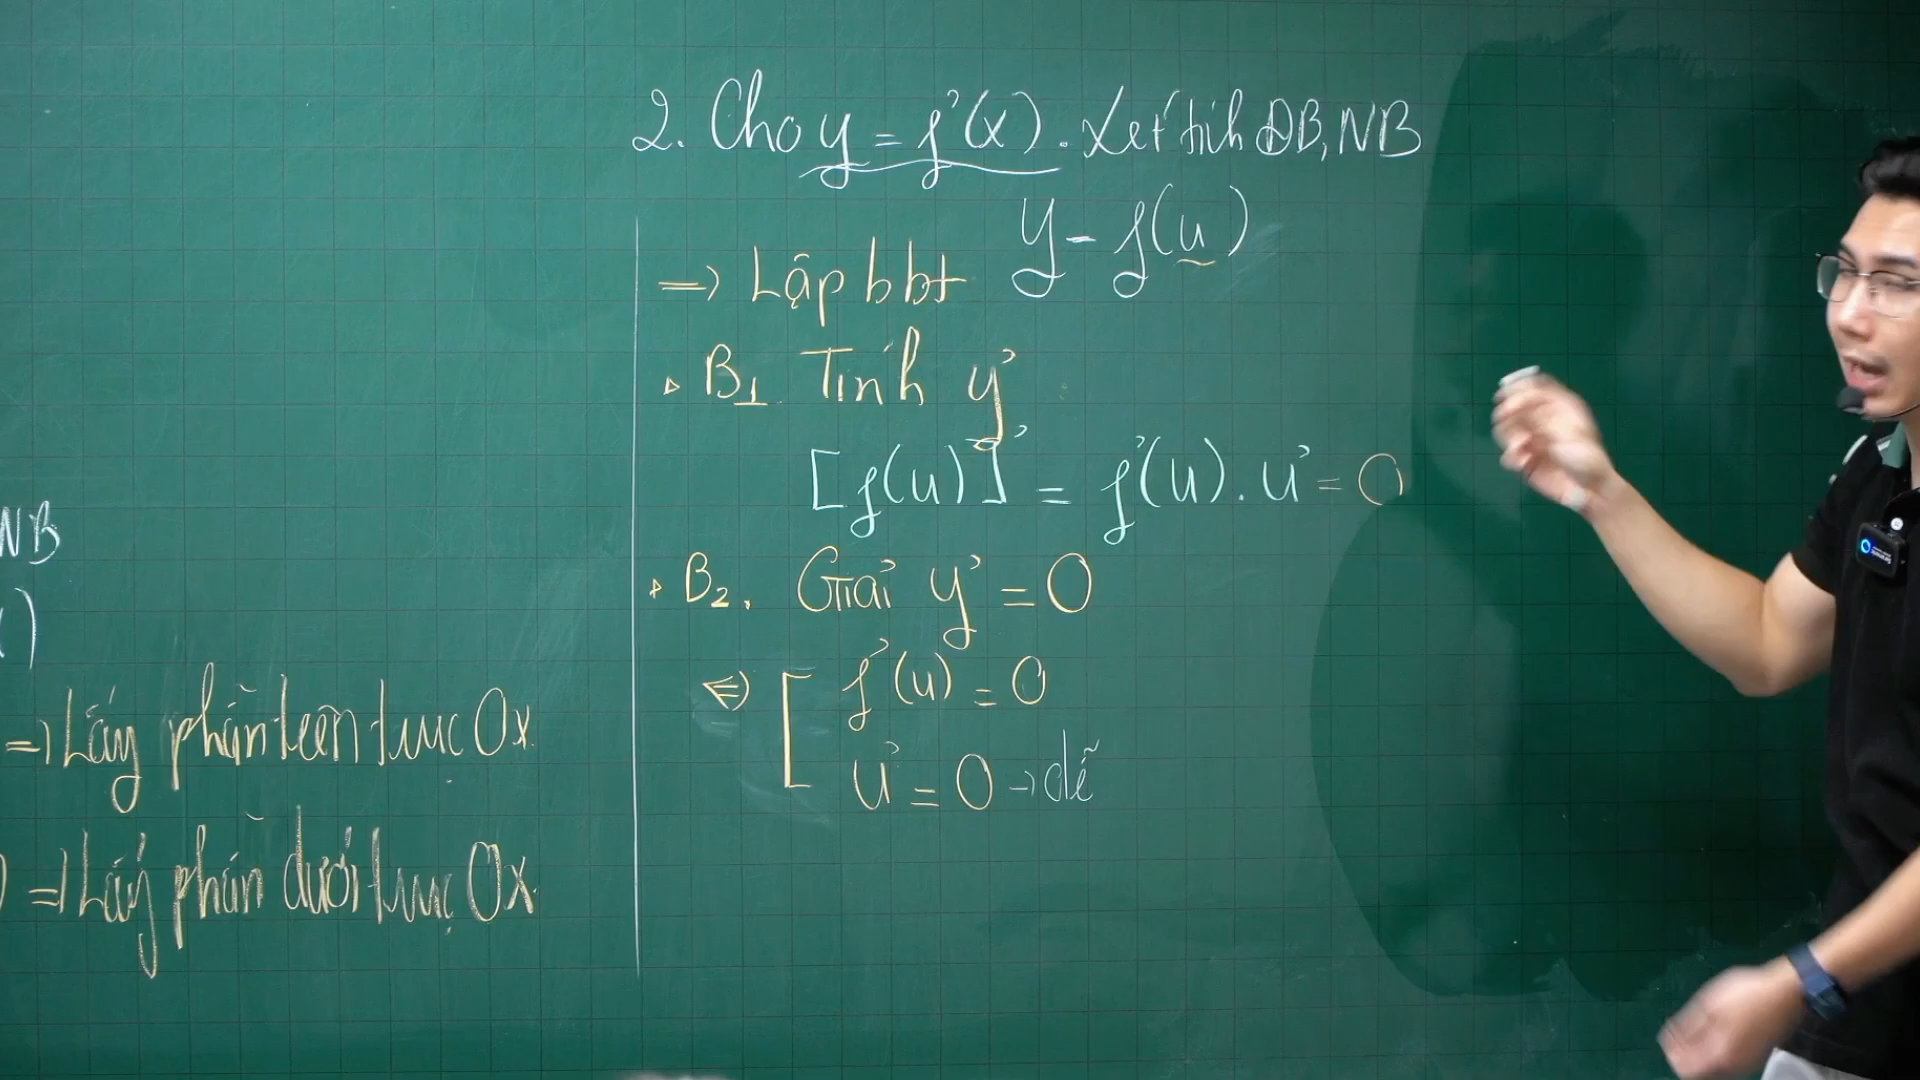 2. Cho y = f'(x). Xét tính ĐB, NB
y = f(u)
=> Lập bbt
B1 Tính y'
[f(u)]' = f'(u).u' = 0
B2. Giải y' = 0
<=> [ f'(u) = 0
u' = 0 → dễ
NB
=> Lấy phần trên trục Ox.
=> Lấy phần dưới trục Ox.